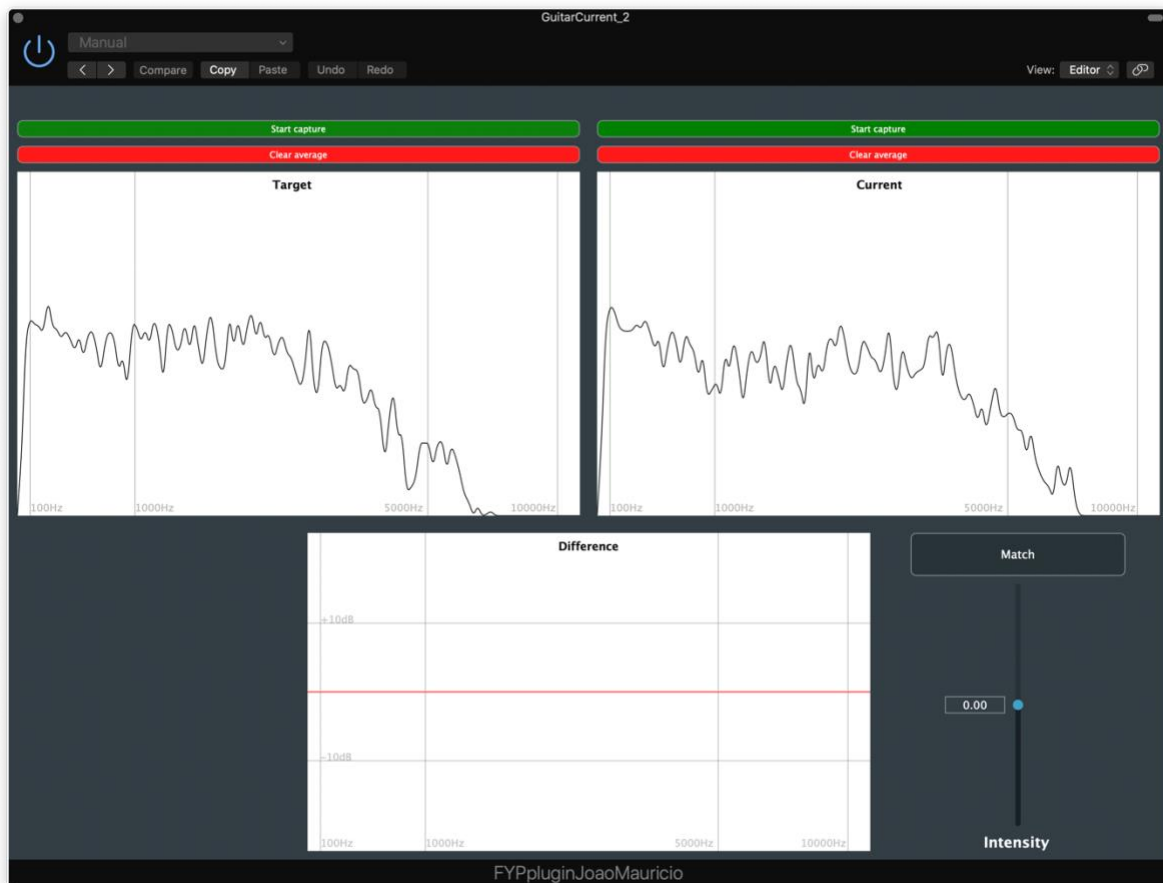 GuitarCurrent_2
Manual
Compare Copy Paste Undo Redo View: Editor
Start capture Start capture
Clear average Clear average
Target Current
100Hz 1000Hz 5000Hz 10000Hz 100Hz 1000Hz 5000Hz 10000Hz
Difference Match
+10dB
0.00
-10dB
100Hz 1000Hz 5000Hz 10000Hz Intensity
FYPpluginJoaoMauricio